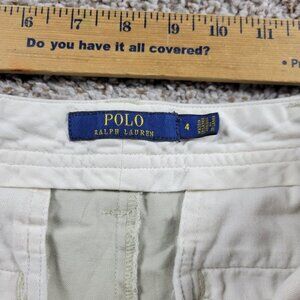 6 7 8 9 10 11
Do you have it all covered?
POLO
RALPH LAUREN
4